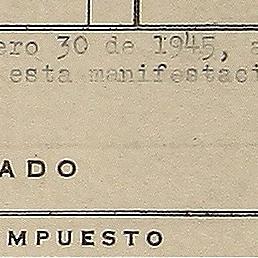 ero 30 de 1945, a
esta manifestaci
ADO
MPUESTO